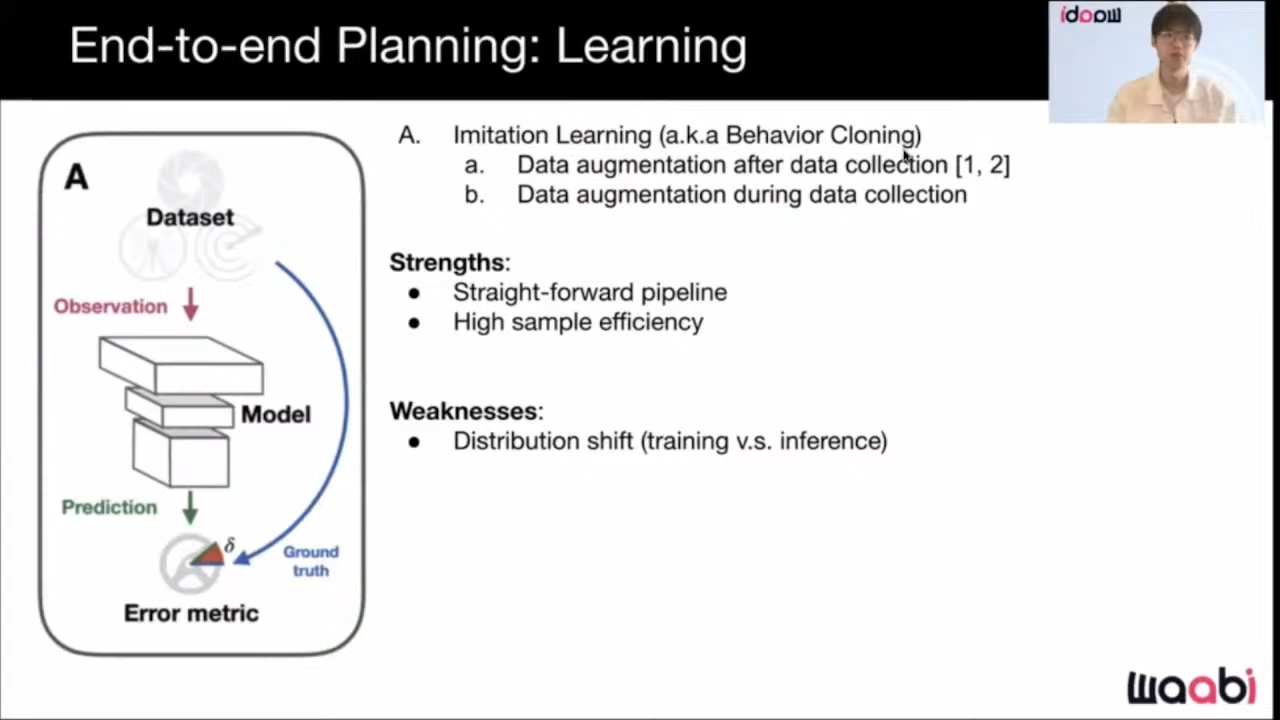 End-to-end Planning: Learning
waabi
A
Dataset
Observation
Model
Prediction
δ
Ground
truth
Error metric
A. Imitation Learning (a.k.a Behavior Cloning)
a. Data augmentation after data collection [1, 2]
b. Data augmentation during data collection
Strengths:
● Straight-forward pipeline
● High sample efficiency
Weaknesses:
● Distribution shift (training v.s. inference)
waabi